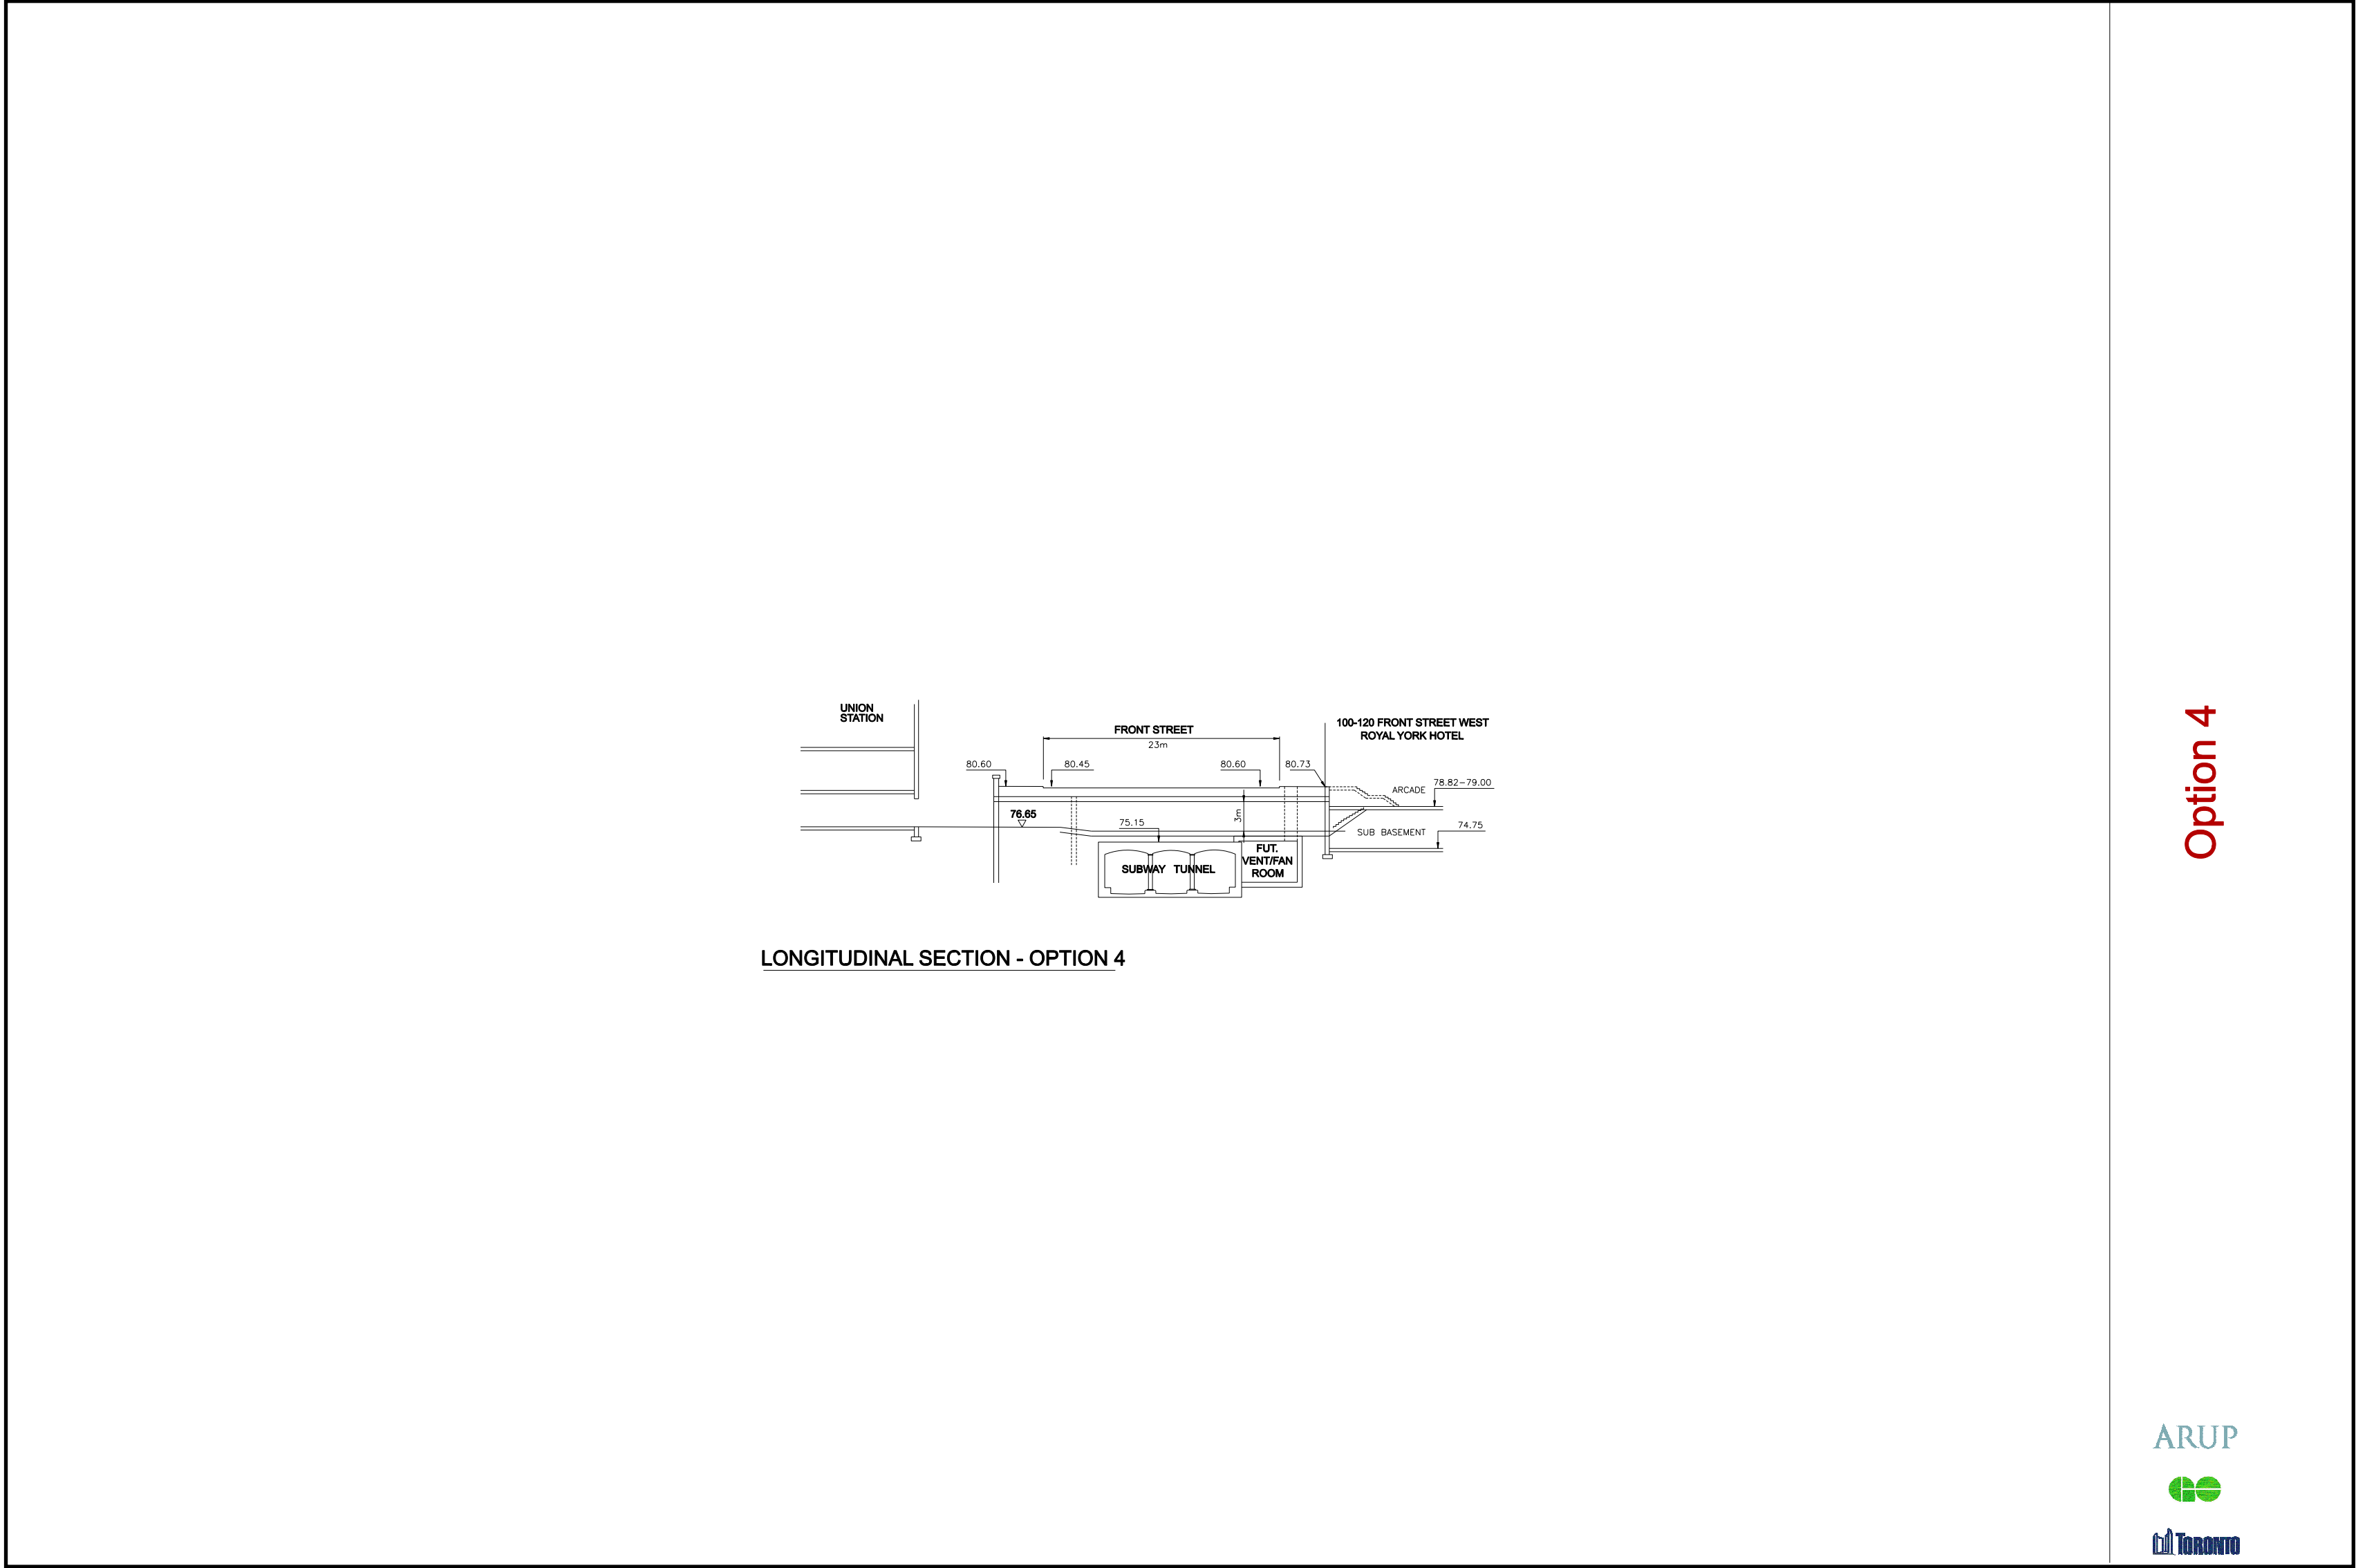 UNION
STATION
FRONT STREET
23m
100-120 FRONT STREET WEST
ROYAL YORK HOTEL
80.60
80.45
80.60
80.73
78.82-79.00
ARCADE
76.65
75.15
3m
74.75
SUB BASEMENT
FUT.
VENT/FAN
ROOM
SUBWAY TUNNEL
LONGITUDINAL SECTION - OPTION 4
Option 4
ARUP
GO
TORONTO